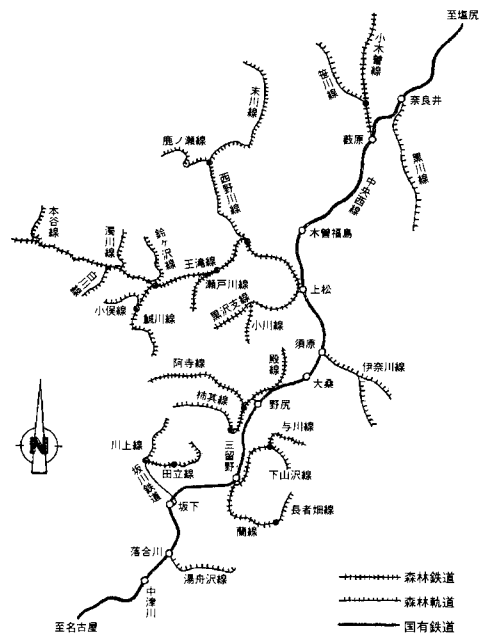 至塩尻
小木曽線
笹川線
奈良井
末川線
藪原
黒川線
鹿ノ瀬線
西野川線
中央西線
本谷線
濁川線
鈴ヶ沢線
木曽福島
王滝線
白川線
瀬戸川線
上松
小俣線
鯎川線
黒沢支線
小川線
須原
殿線
阿寺線
伊奈川線
大桑
柿其線
野尻
N
与川線
川上線
三留野
田立線
下山沢線
坂川鉄道
坂下
長者畑線
蘭線
落合川
湯舟沢線
中津川
至名古屋
森林鉄道
森林軌道
国有鉄道